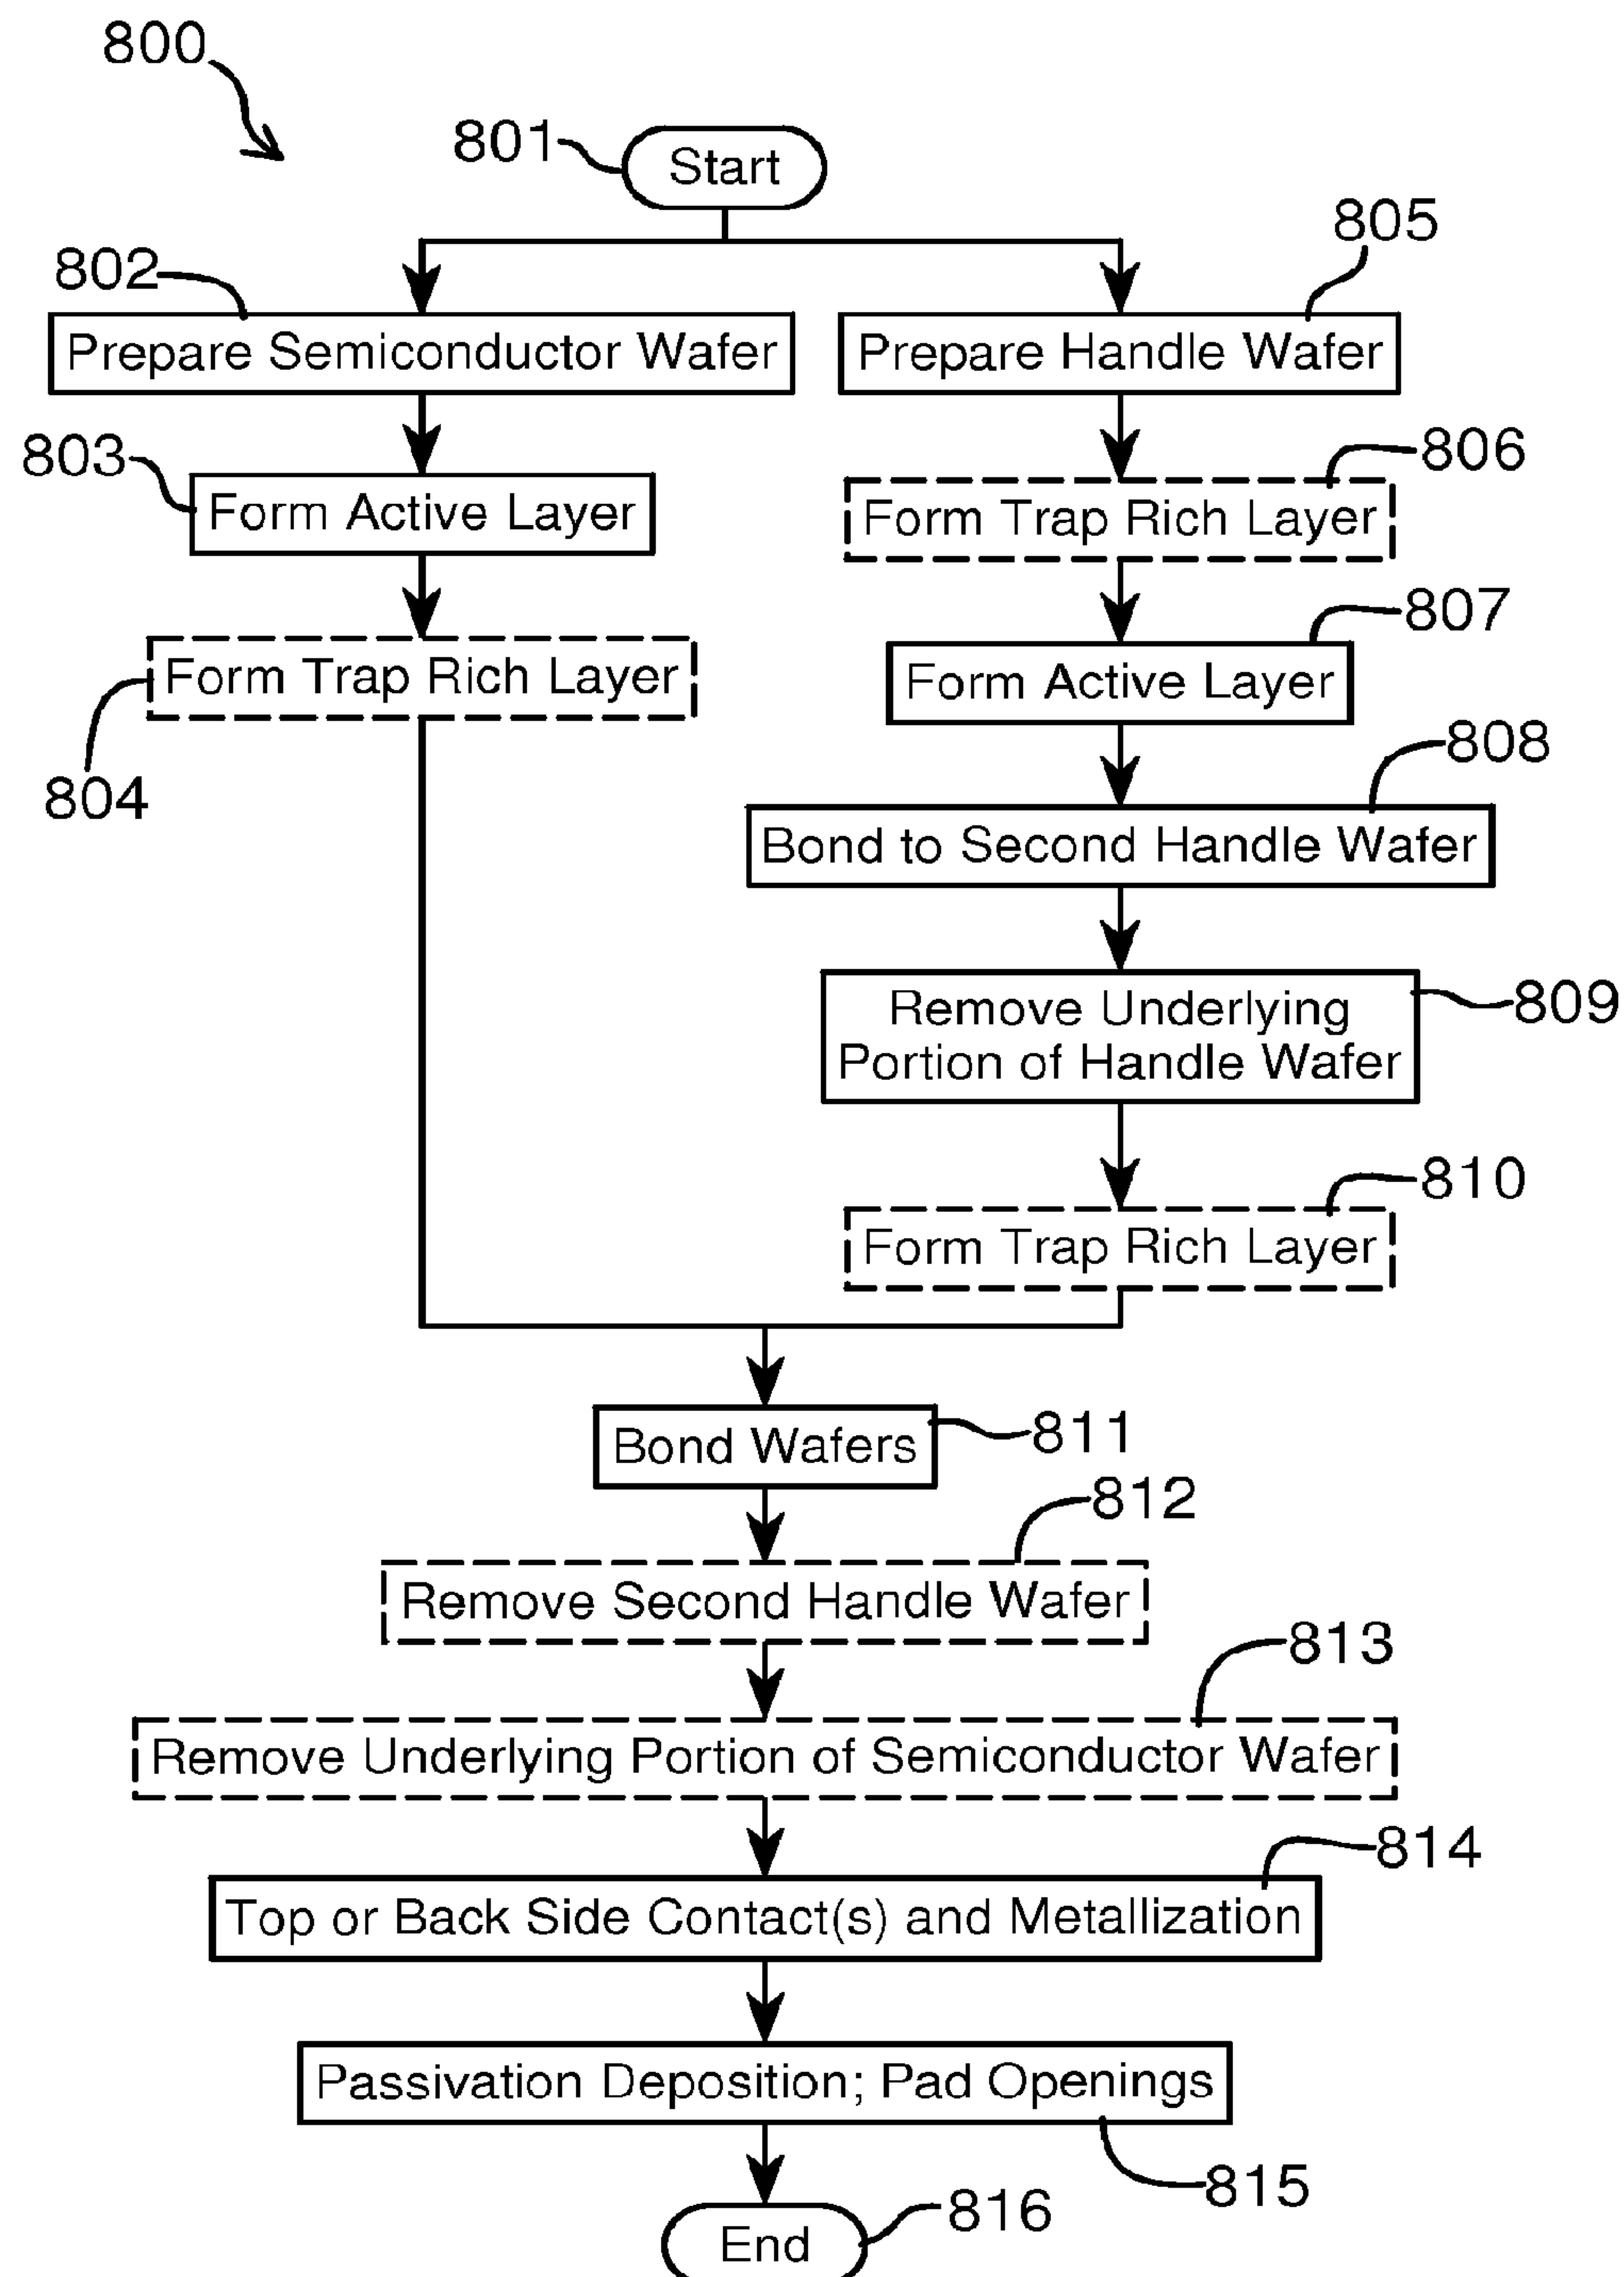 800
801
Start
802
805
Prepare Semiconductor Wafer
Prepare Handle Wafer
803
806
Form Active Layer
Form Trap Rich Layer
807
Form Trap Rich Layer
Form Active Layer
804
808
Bond to Second Handle Wafer
809
Remove Underlying
Portion of Handle Wafer
810
Form Trap Rich Layer
811
Bond Wafers
812
Remove Second Handle Wafer
813
Remove Underlying Portion of Semiconductor Wafer
814
Top or Back Side Contact(s) and Metallization
Passivation Deposition; Pad Openings
815
816
End